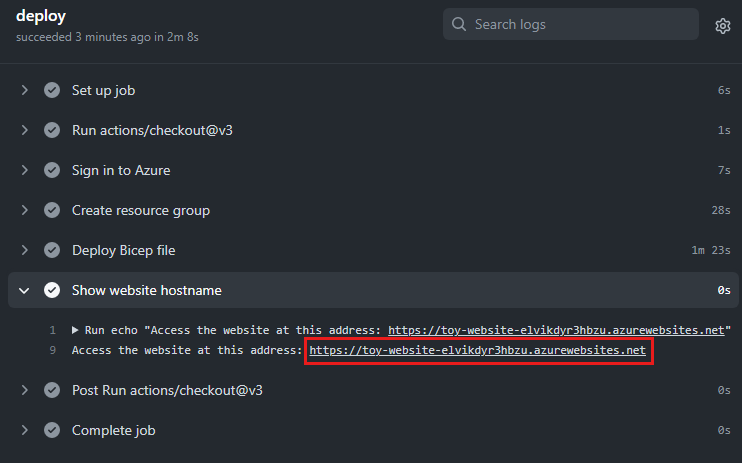 deploy
succeeded 3 minutes ago in 2m 8s
Search logs
Set up job 6s
Run actions/checkout@v3 1s
Sign in to Azure 7s
Create resource group 28s
Deploy Bicep file 1m 23s
Show website hostname 0s
1 Run echo "Access the website at this address: https://toy-website-elvikdyr3hbzu.azurewebsites.net"
9 Access the website at this address: https://toy-website-elvikdyr3hbzu.azurewebsites.net
Post Run actions/checkout@v3 0s
Complete job 0s